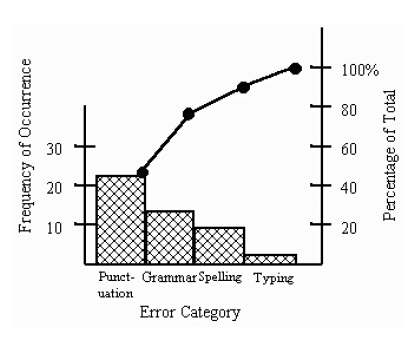 Frequency of Occurrence
30
20
10
100%
80
60
40
20
Percentage of Total
Punct-
uation
Grammar
Spelling
Typing
Error Category